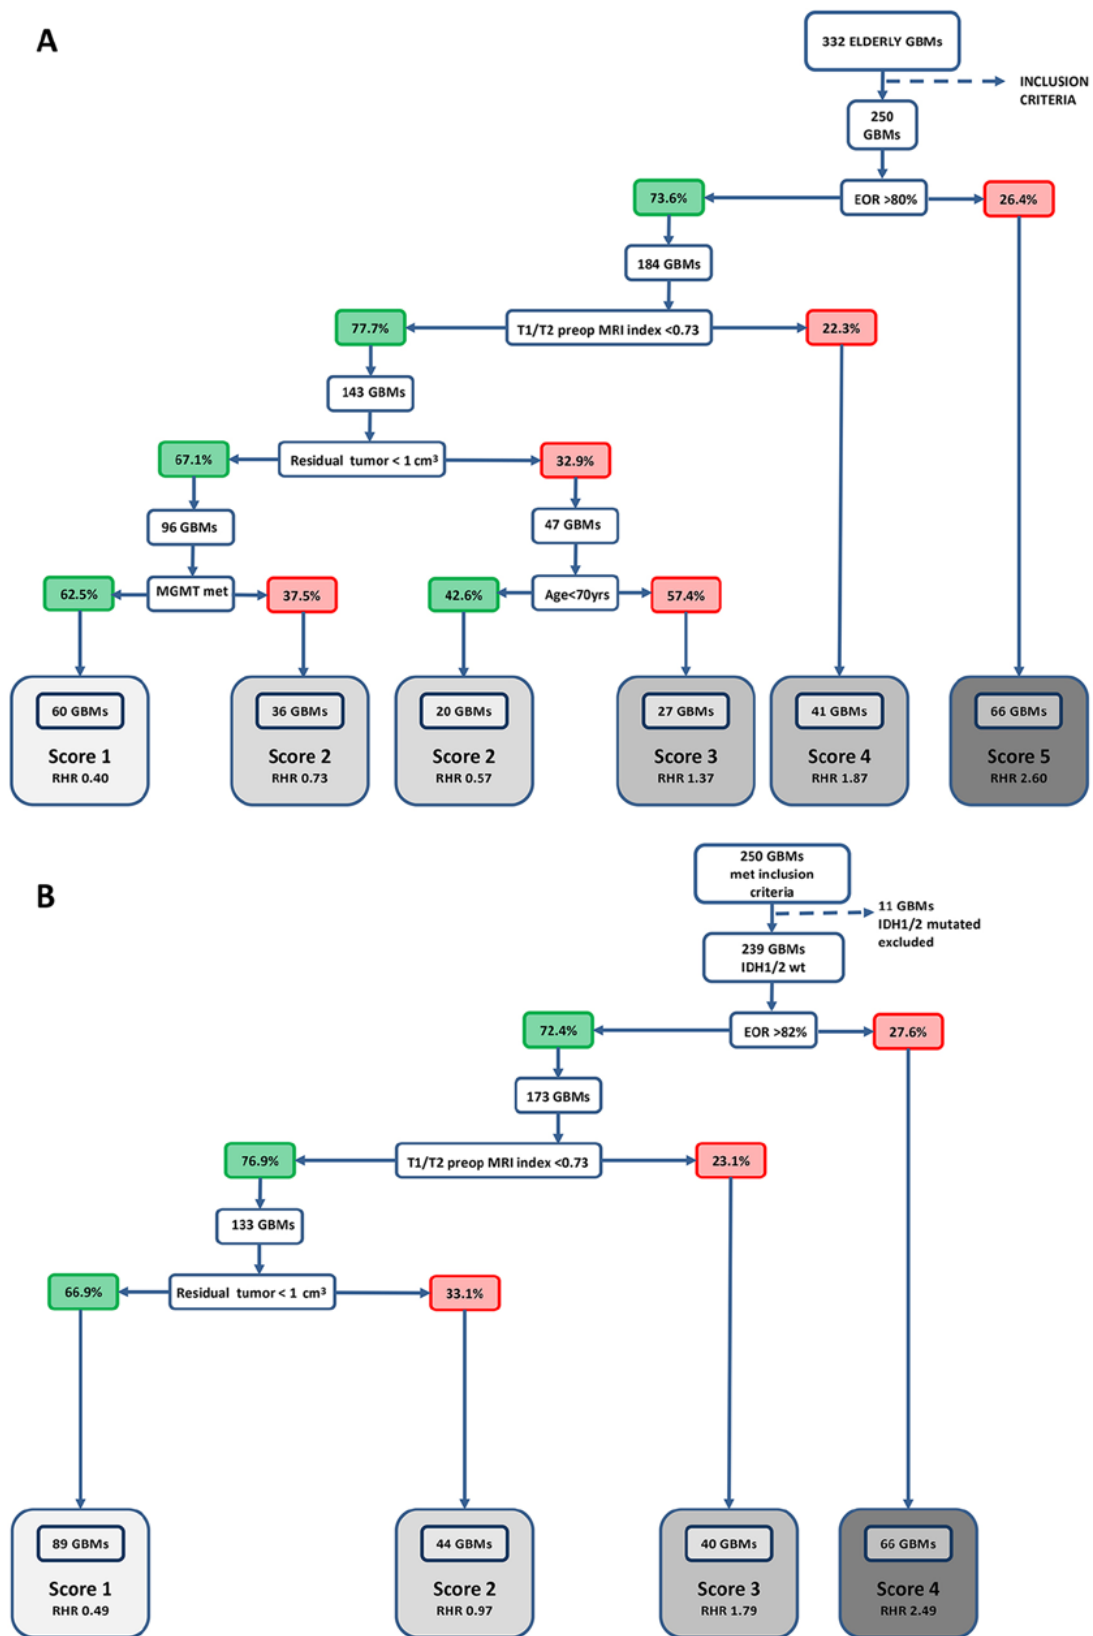 A
332 ELDERLY GBMs
INCLUSION
CRITERIA
250
GBMs
73.6%
EOR >80%
26.4%
184 GBMs
77.7%
T1/T2 preop MRI index <0.73
22.3%
143 GBMs
67.1%
Residual tumor < 1 cm³
32.9%
96 GBMs
47 GBMs
62.5%
MGMT met
37.5%
42.6%
Age<70yrs
57.4%
60 GBMs
Score 1
RHR 0.40
36 GBMs
Score 2
RHR 0.73
20 GBMs
Score 2
RHR 0.57
27 GBMs
Score 3
RHR 1.37
41 GBMs
Score 4
RHR 1.87
66 GBMs
Score 5
RHR 2.60
B
250 GBMs
met inclusion
criteria
11 GBMs
IDH1/2 mutated
excluded
239 GBMs
IDH1/2 wt
72.4%
EOR >82%
27.6%
173 GBMs
76.9%
T1/T2 preop MRI index <0.73
23.1%
133 GBMs
66.9%
Residual tumor < 1 cm³
33.1%
89 GBMs
Score 1
RHR 0.49
44 GBMs
Score 2
RHR 0.97
40 GBMs
Score 3
RHR 1.79
66 GBMs
Score 4
RHR 2.49